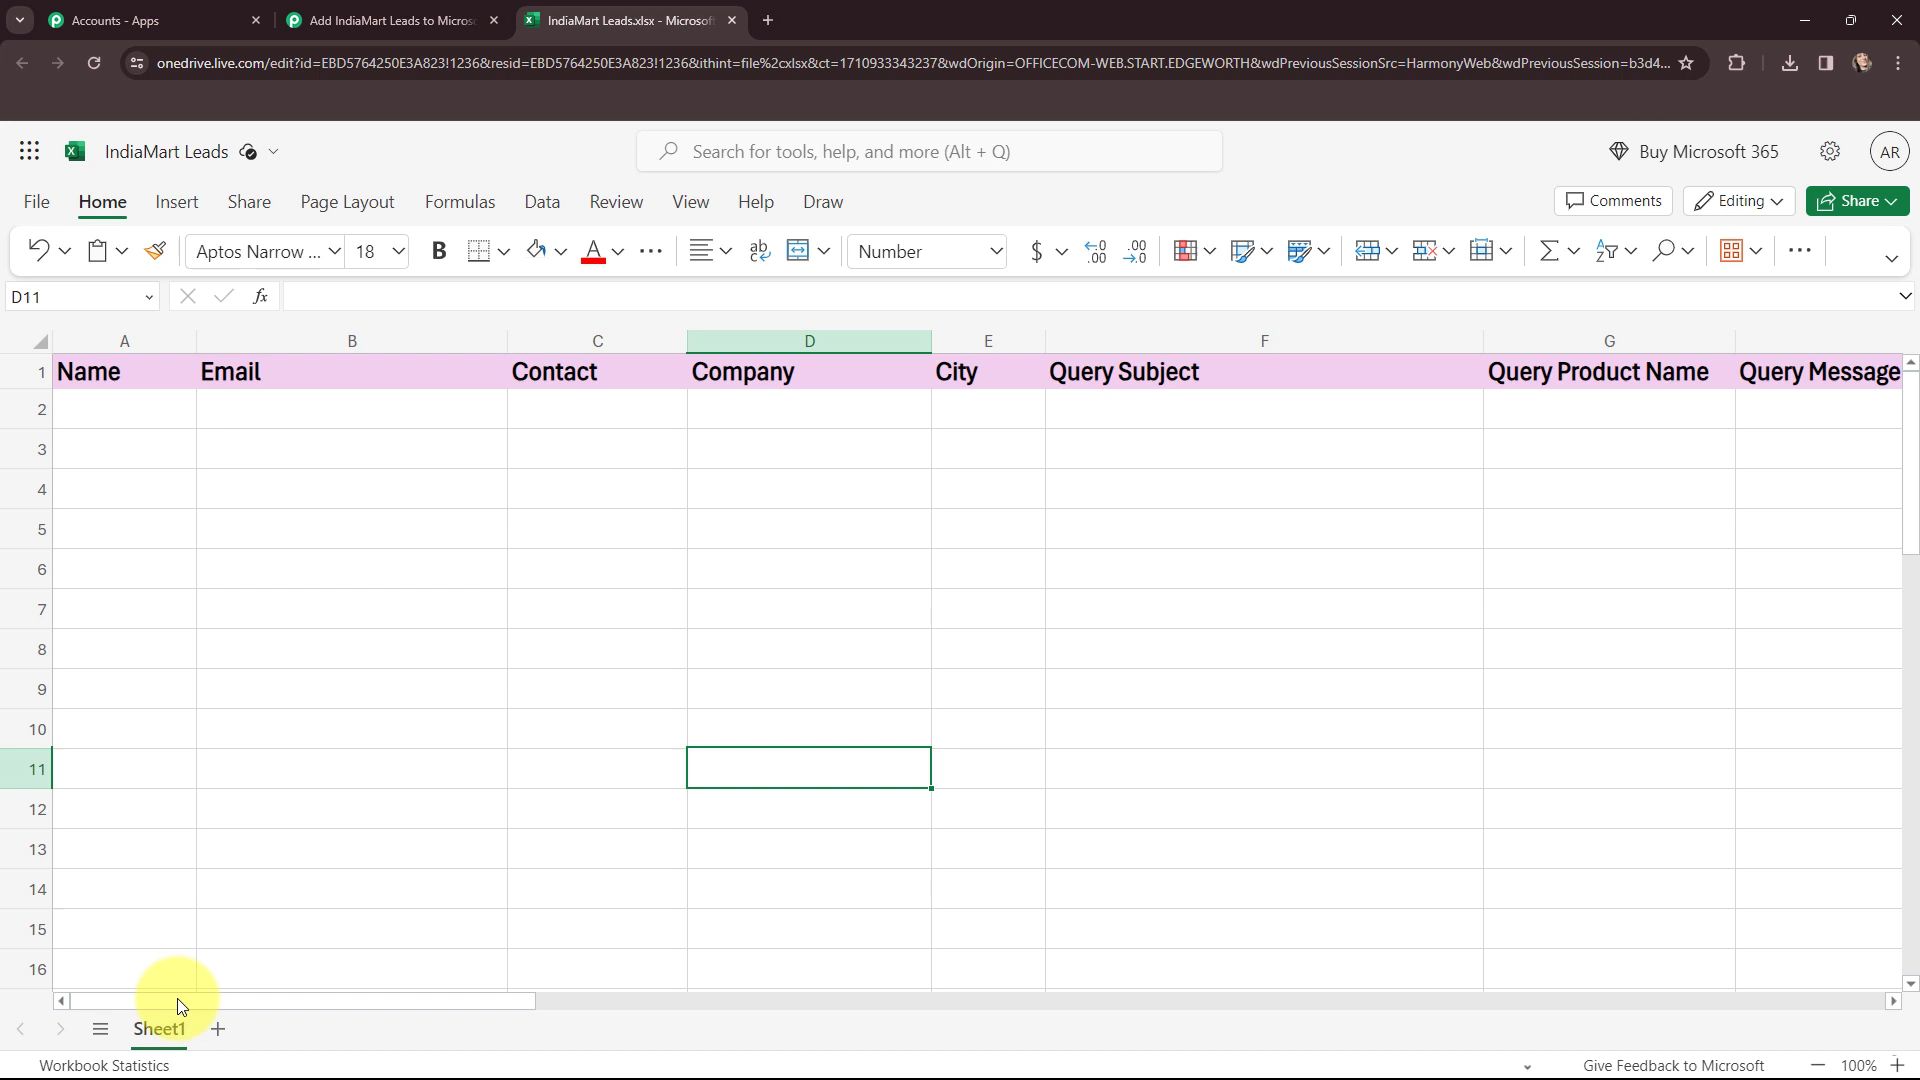 Accounts - Apps
Add IndiaMart Leads to Micros
IndiaMart Leads.xlsx - Microsof
onedrive.live.com/edit?id=EBD5764250E3A823!1236&resid=EBD5764250E3A823!1236&ithint=file%2cxlsx&ct=1710933343237&wdOrigin=OFFICECOM-WEB.START.EDGEWORTH&wdPreviousSessionSrc=HarmonyWeb&wdPreviousSession=b3d4...
IndiaMart Leads
Search for tools, help, and more (Alt + Q)
Buy Microsoft 365
AR
File Home Insert Share Page Layout Formulas Data Review View Help Draw
Comments Editing Share
Aptos Narrow ... 18 B A ab Number $ .00 .00
D11 fx
A B C D E F G
1 Name Email Contact Company City Query Subject Query Product Name Query Message
2
3
4
5
6
7
8
9
10
11
12
13
14
15
16
Sheet1
Workbook Statistics
Give Feedback to Microsoft
100%